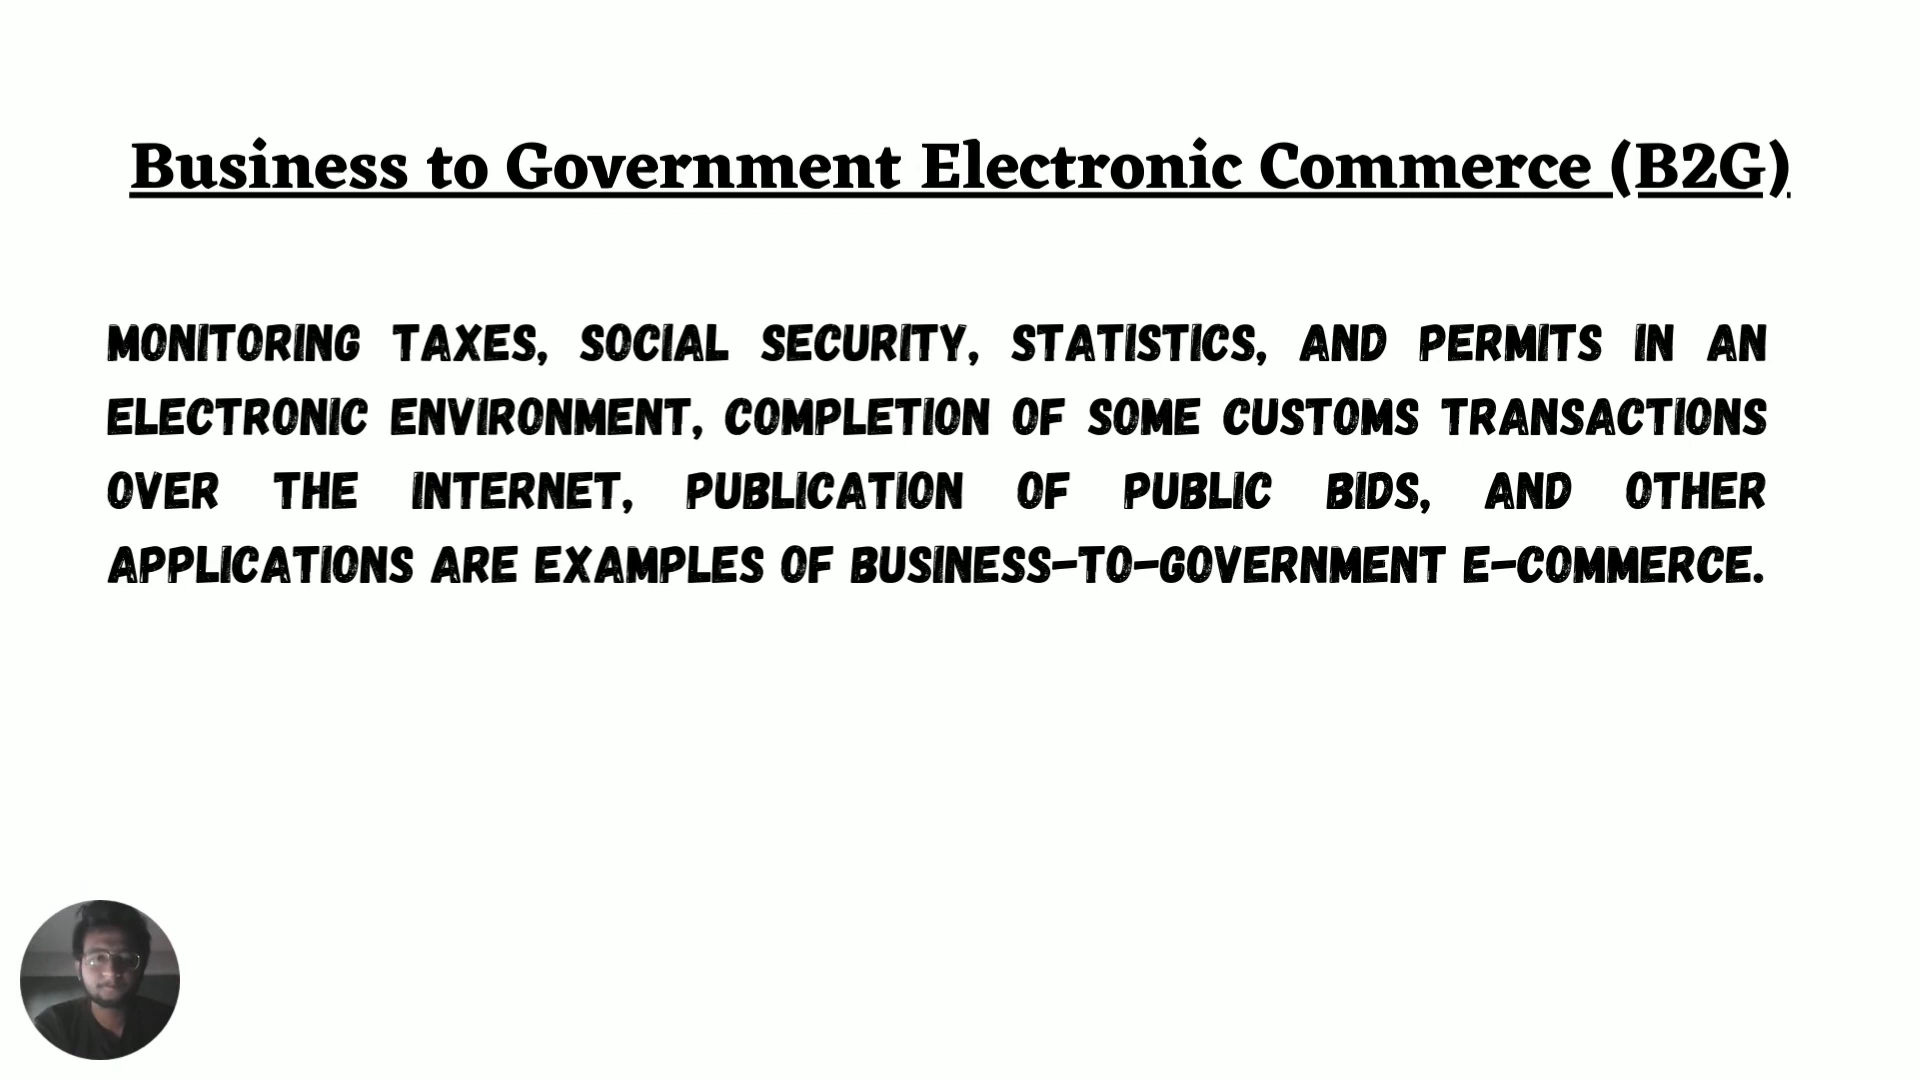 Business to Government Electronic Commerce (B2G)
MONITORING TAXES, SOCIAL SECURITY, STATISTICS, AND PERMITS IN AN
ELECTRONIC ENVIRONMENT, COMPLETION OF SOME CUSTOMS TRANSACTIONS
OVER THE INTERNET, PUBLICATION OF PUBLIC BIDS, AND OTHER
APPLICATIONS ARE EXAMPLES OF BUSINESS-TO-GOVERNMENT E-COMMERCE.